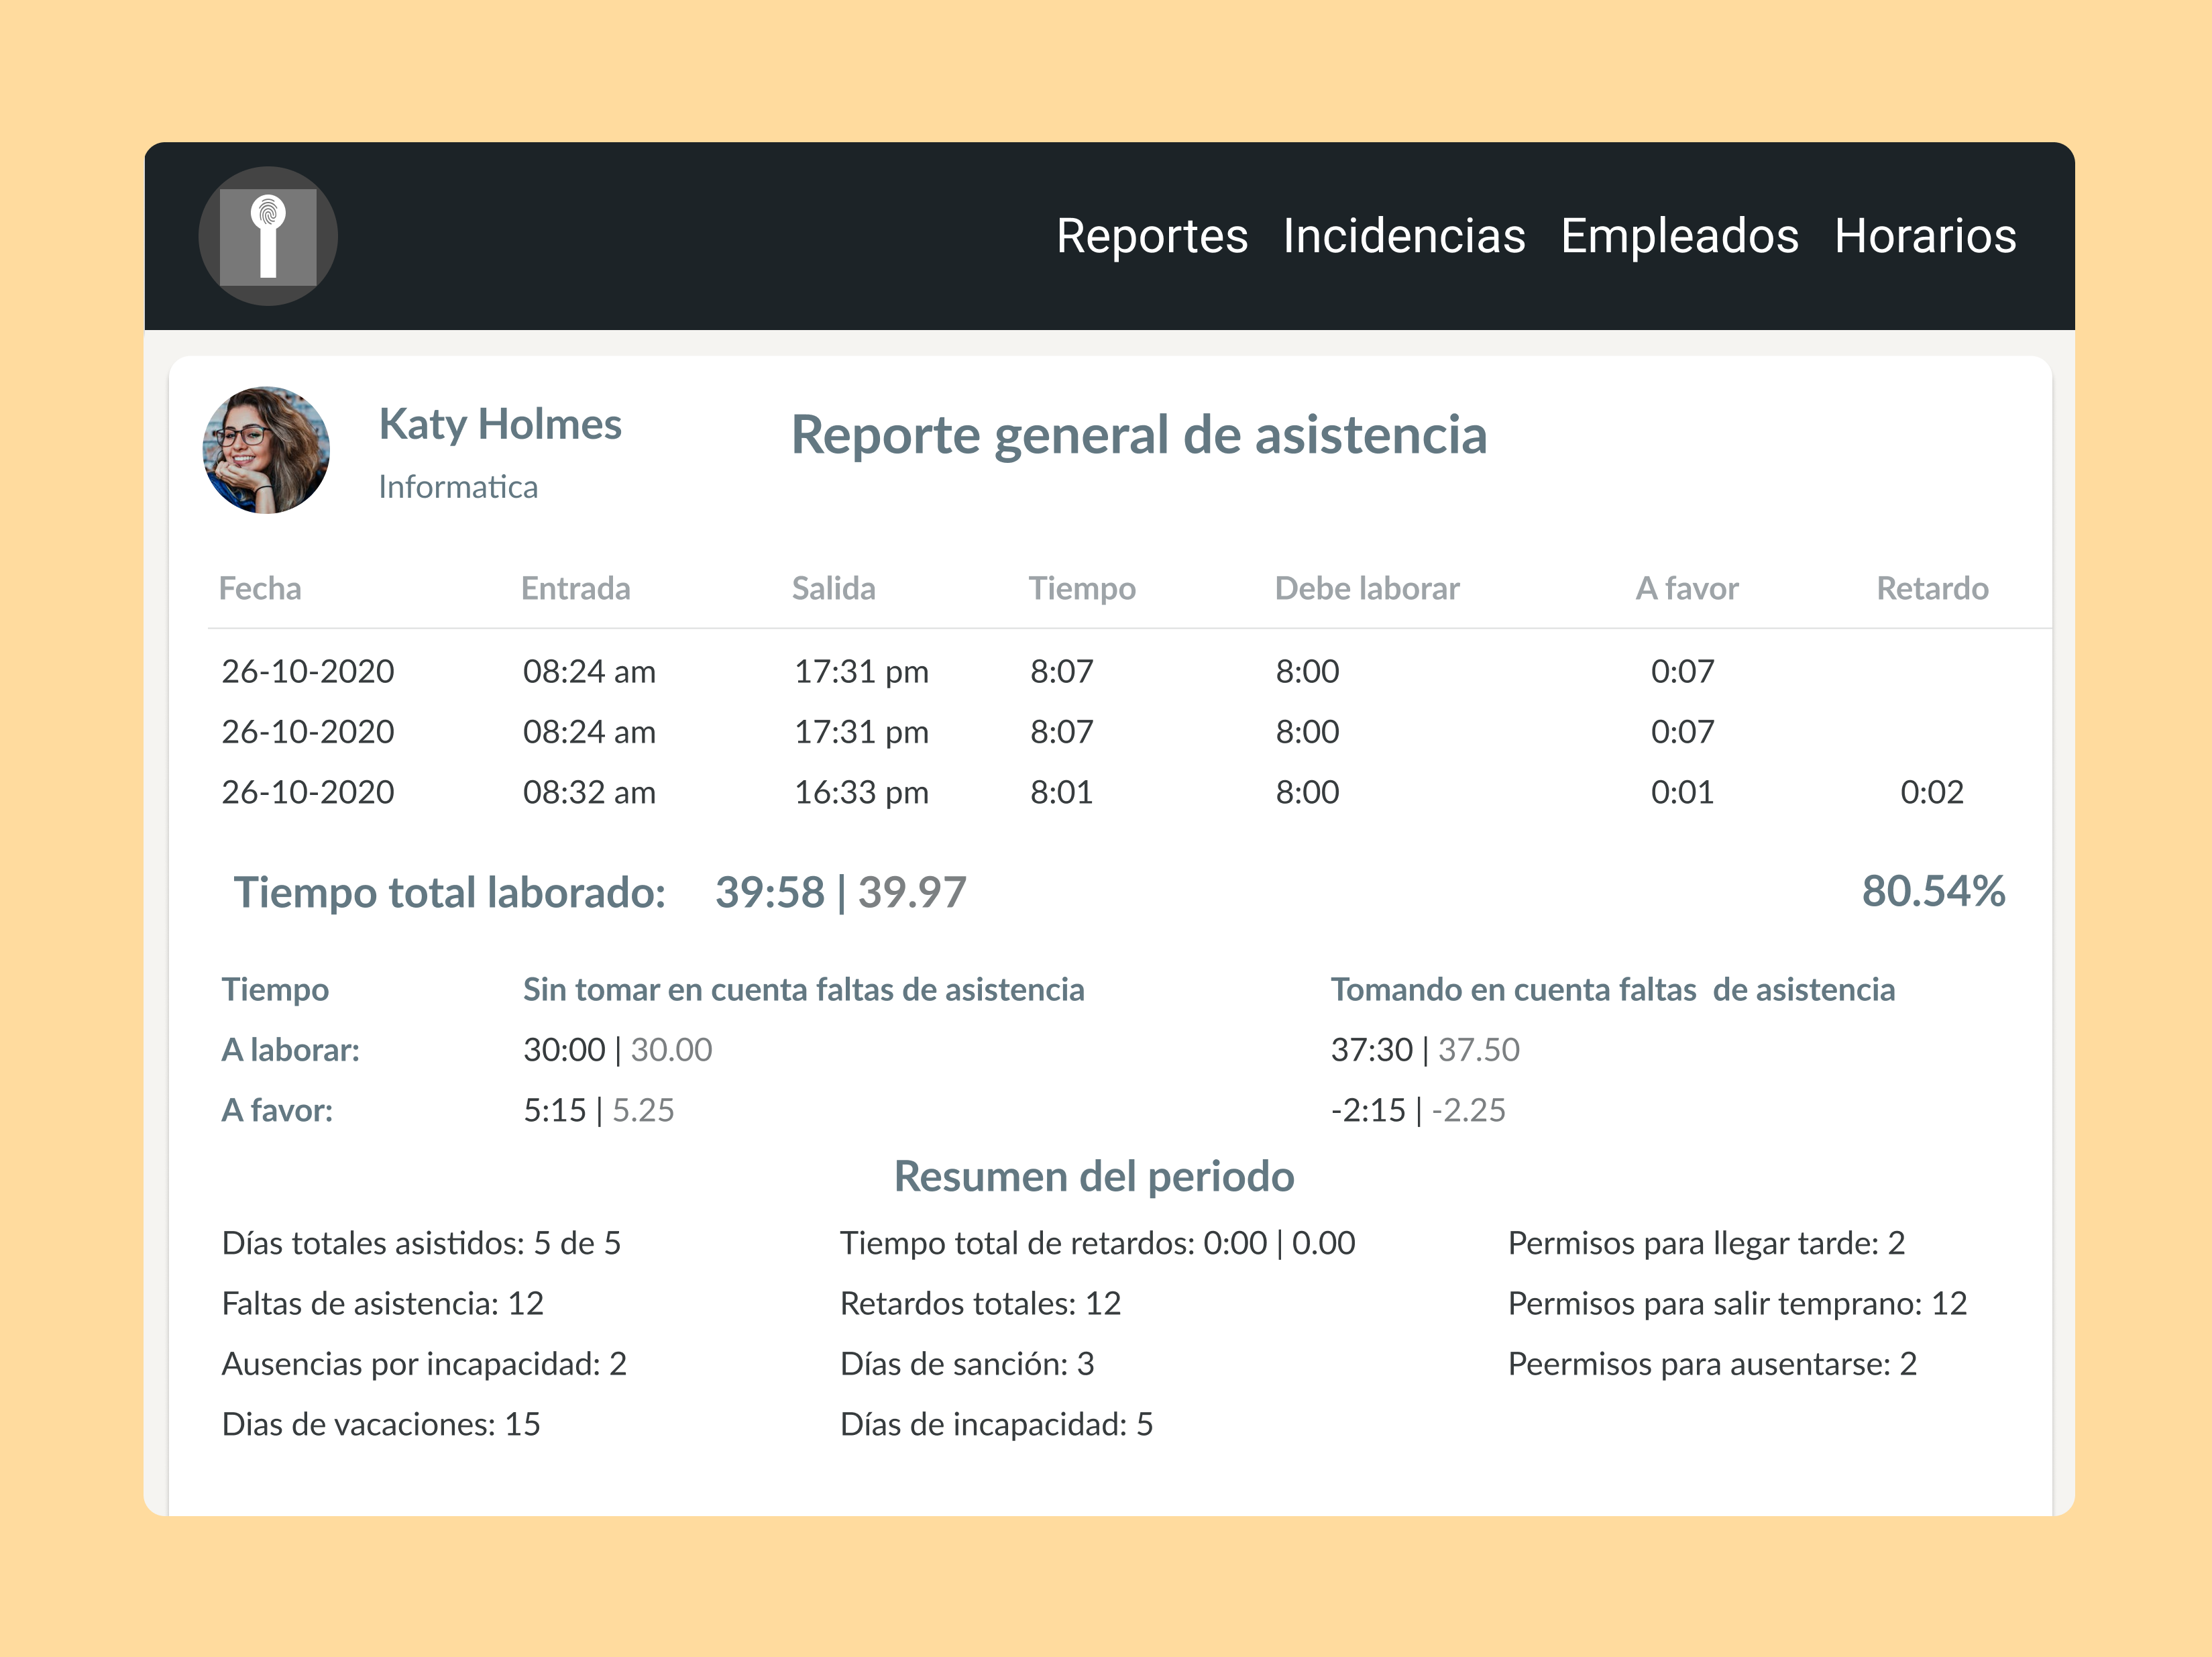 Reportes Incidencias Empleados Horarios
Katy Holmes
Informatica
Reporte general de asistencia
Fecha Entrada Salida Tiempo Debe laborar A favor Retardo
26-10-2020 08:24 am 17:31 pm 8:07 8:00 0:07
26-10-2020 08:24 am 17:31 pm 8:07 8:00 0:07
26-10-2020 08:32 am 16:33 pm 8:01 8:00 0:01 0:02
Tiempo total laborado: 39:58 | 39.97 80.54%
Tiempo Sin tomar en cuenta faltas de asistencia Tomando en cuenta faltas de asistencia
A laborar: 30:00 | 30.00 37:30 | 37.50
A favor: 5:15 | 5.25 -2:15 | -2.25
Resumen del periodo
Días totales asistidos: 5 de 5 Tiempo total de retardos: 0:00 | 0.00 Permisos para llegar tarde: 2
Faltas de asistencia: 12 Retardos totales: 12 Permisos para salir temprano: 12
Ausencias por incapacidad: 2 Días de sanción: 3 Peermisos para ausentarse: 2
Dias de vacaciones: 15 Días de incapacidad: 5